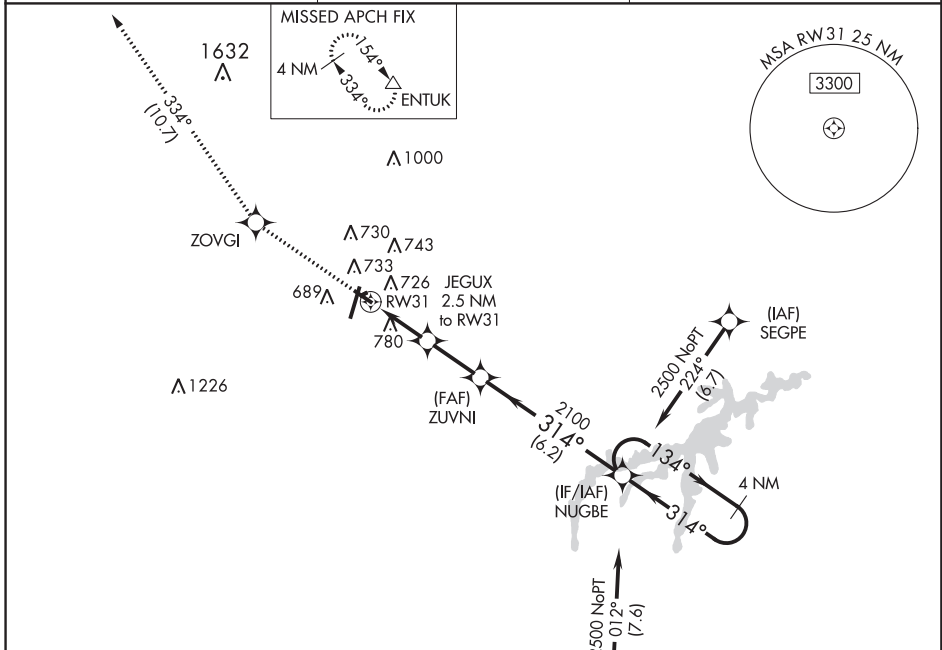 MISSED APCH FIX
4 NM
154°
334°
ENTUK
MSA RW31 25 NM
3300
1632
334°
(10.7)
1000
ZOVGI
730
743
733
726
689
RW31
JEGUX
2.5 NM
to RW31
780
1226
(IAF)
SEGPE
2500 NoPT
224°
(6.7)
(FAF)
ZUVNI
2100
314°
(6.2)
134°
4 NM
(IF/IAF)
NUGBE
314°
500 NoPT
012°
(7.6)